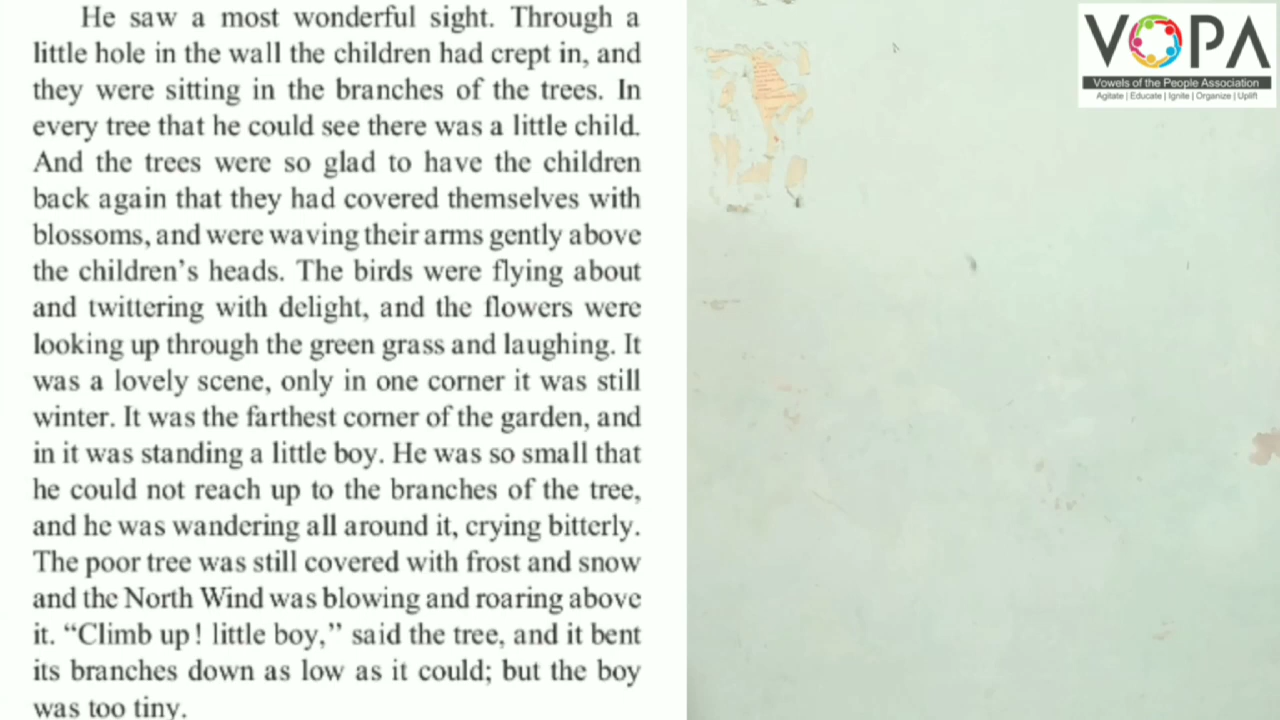 He saw a most wonderful sight. Through a
little hole in the wall the children had crept in, and
they were sitting in the branches of the trees. In
every tree that he could see there was a little child.
And the trees were so glad to have the children
back again that they had covered themselves with
blossoms, and were waving their arms gently above
the children’s heads. The birds were flying about
and twittering with delight, and the flowers were
looking up through the green grass and laughing. It
was a lovely scene, only in one corner it was still
winter. It was the farthest corner of the garden, and
in it was standing a little boy. He was so small that
he could not reach up to the branches of the tree,
and he was wandering all around it, crying bitterly.
The poor tree was still covered with frost and snow
and the North Wind was blowing and roaring above
it. “Climb up! little boy,” said the tree, and it bent
its branches down as low as it could; but the boy
was too tiny.
VOPA
Vowels of the People Association
Agitate | Educate | Ignite | Organize | Uplift